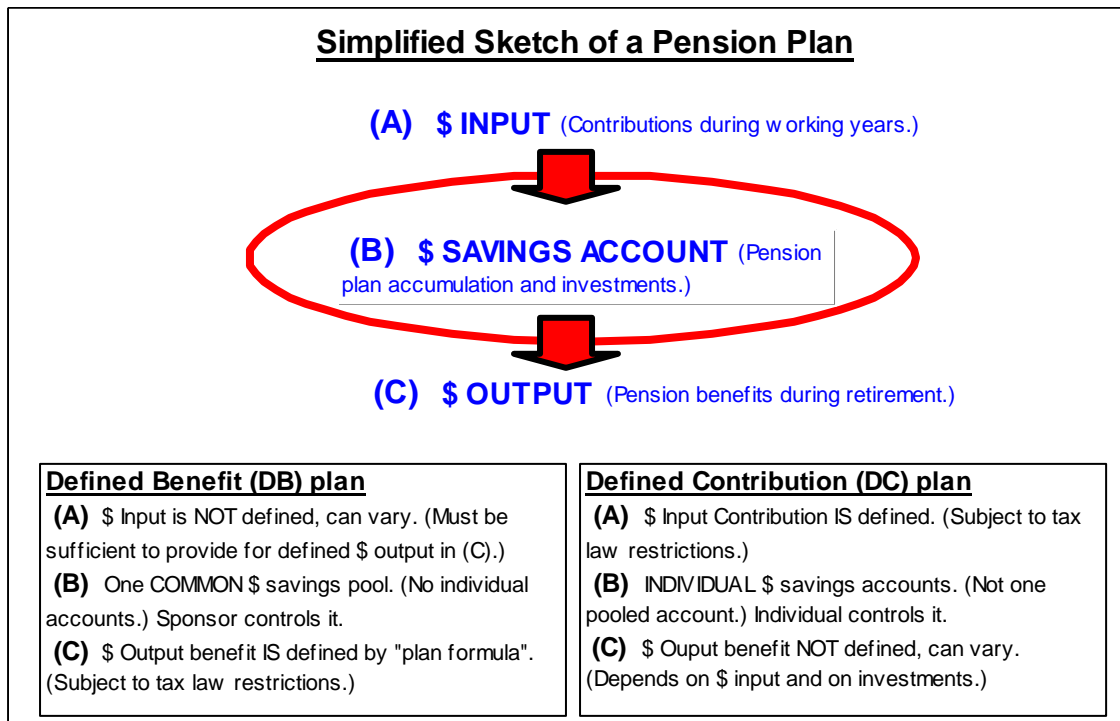 Simplified Sketch of a Pension Plan
(A) $ INPUT (Contributions during working years.)
(B) $ SAVINGS ACCOUNT (Pension
plan accumulation and investments.)
(C) $ OUTPUT (Pension benefits during retirement.)
Defined Benefit (DB) plan
(A) $ Input is NOT defined, can vary. (Must be
sufficient to provide for defined $ output in (C).)
(B) One COMMON $ savings pool. (No individual
accounts.) Sponsor controls it.
(C) $ Output benefit IS defined by "plan formula".
(Subject to tax law restrictions.)
Defined Contribution (DC) plan
(A) $ Input Contribution IS defined. (Subject to tax
law restrictions.)
(B) INDIVIDUAL $ savings accounts. (Not one
pooled account.) Individual controls it.
(C) $ Ouput benefit NOT defined, can vary.
(Depends on $ input and on investments.)